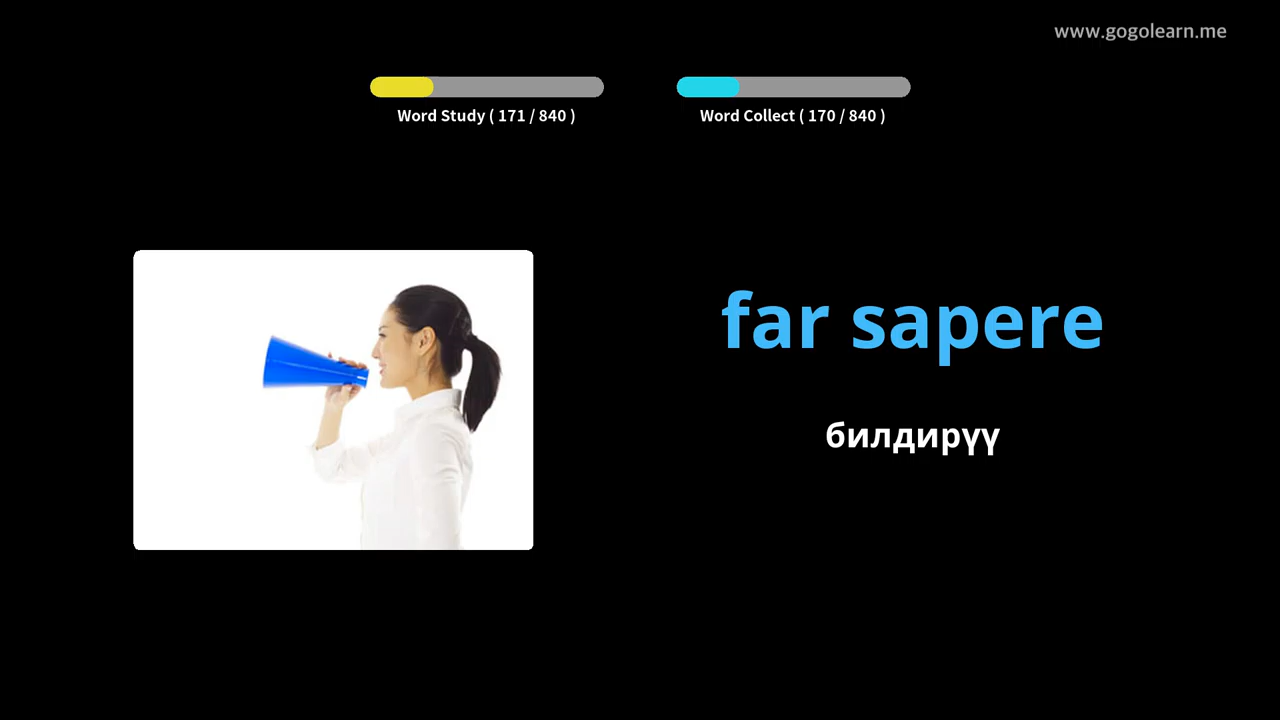 www.gogolearn.me
Word Study ( 171 / 840 )
Word Collect ( 170 / 840 )
far sapere
билдирүү